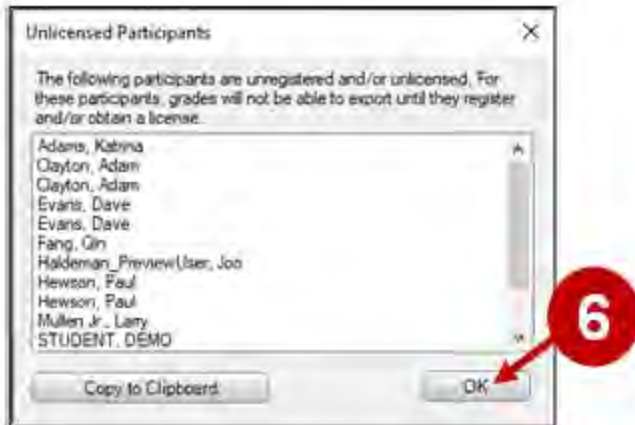 Unlicensed Participants
The following participants are unregistered and/or unlicensed. For
these participants, grades will not be able to export until they register
and/or obtain a license.
Adams, Katrina
Clayton, Adam
Clayton, Adam
Evans, Dave
Evans, Dave
Fang, Qin
Haldeman_PreviewUser, Joo
Hewson, Paul
Hewson, Paul
Mullen Jr., Larry
STUDENT, DEMO
Copy to Clipboard
OK
6